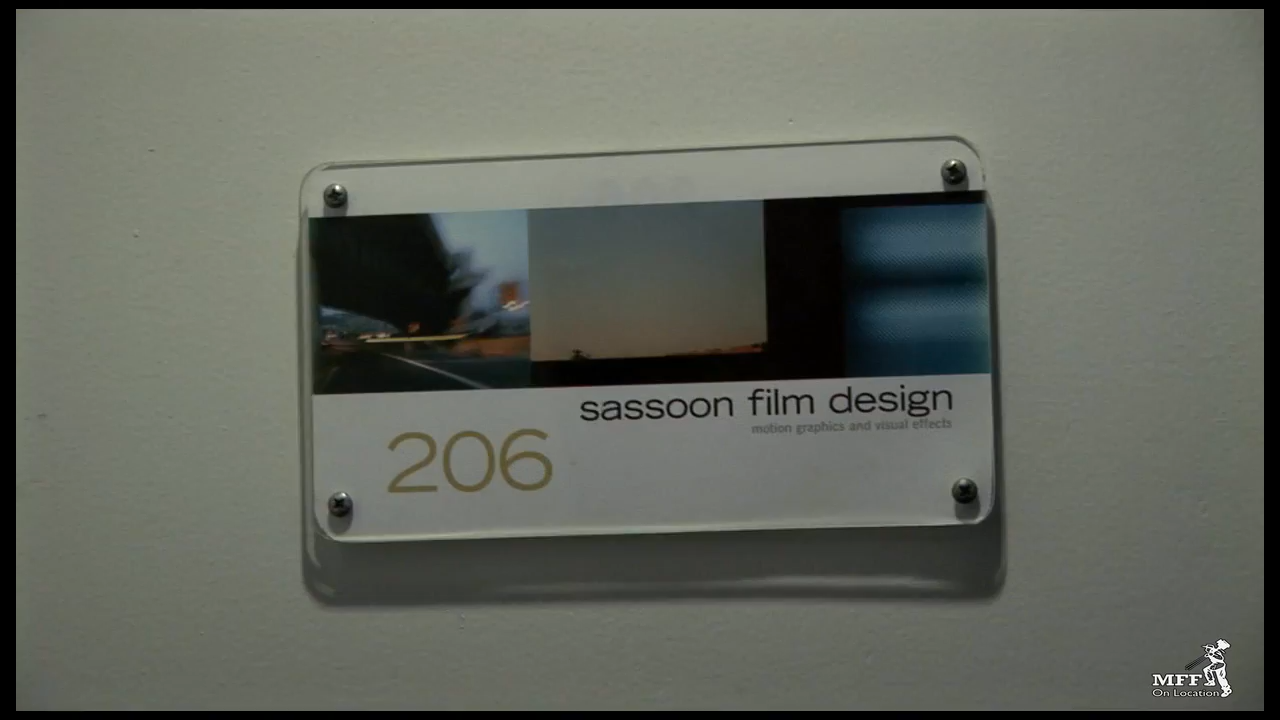 sassoon film design
motion graphics and visual effects
206
MFF
On Location